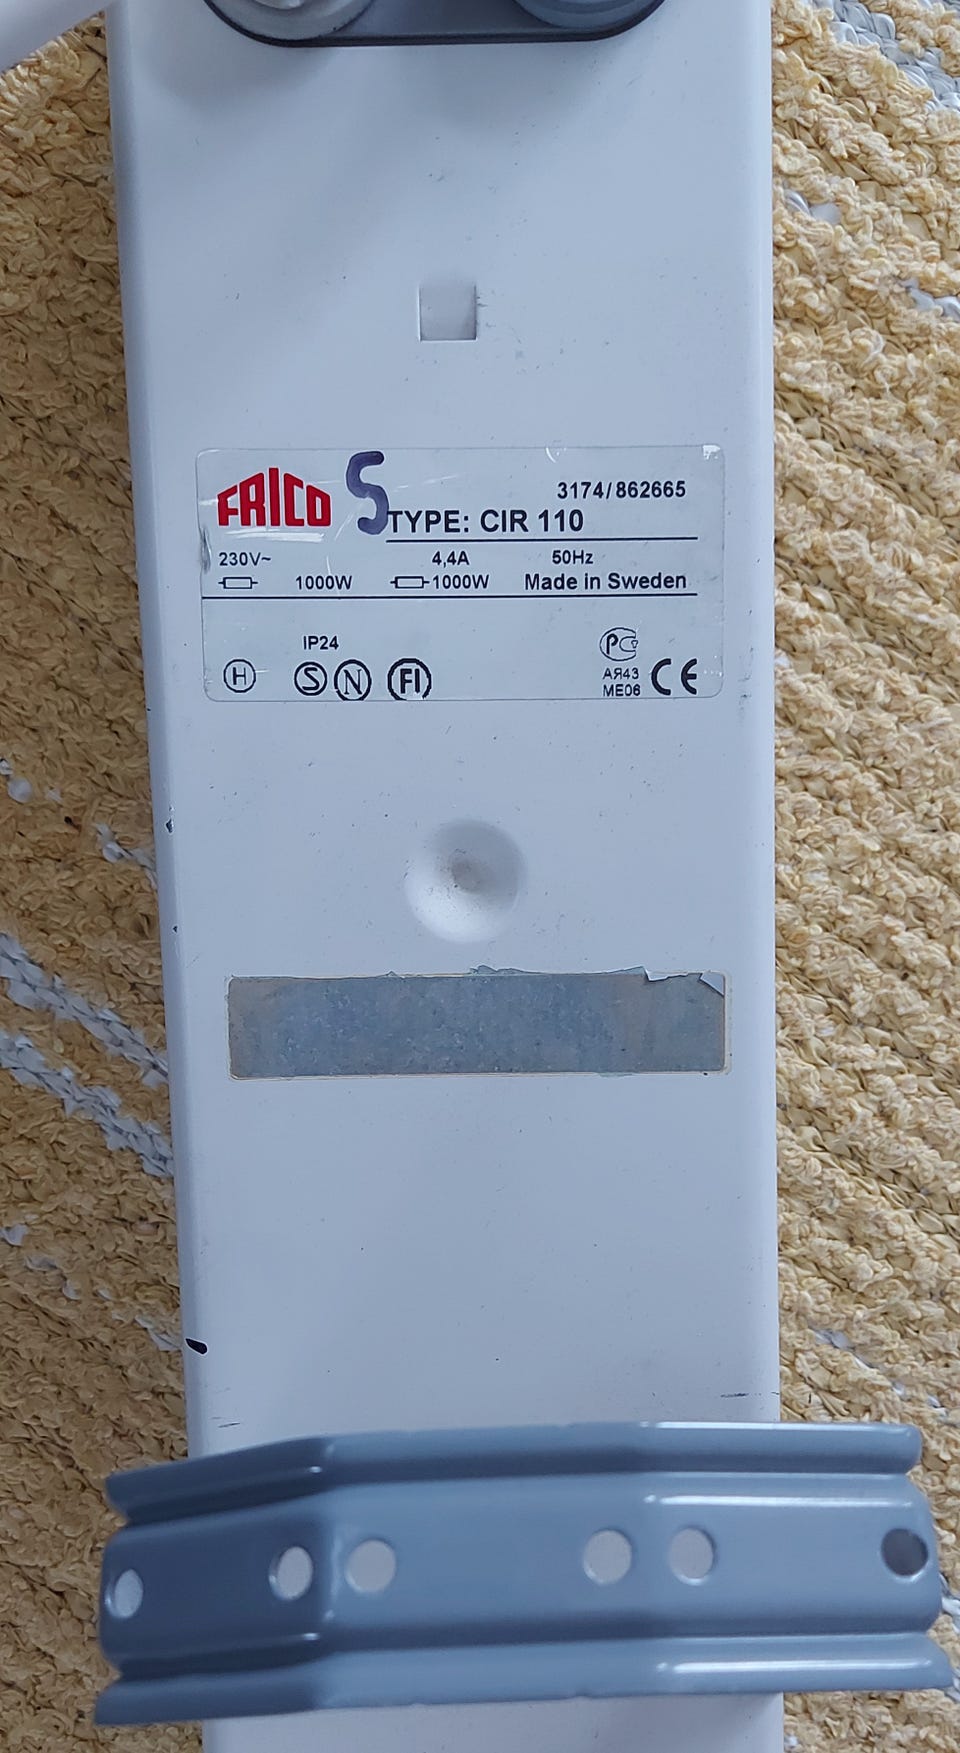 FRICO S 3174/862665
TYPE: CIR 110
230V~ 4,4A 50Hz
1000W 1000W Made in Sweden
IP24
H S N FI PC CE
АЯ43
ME06